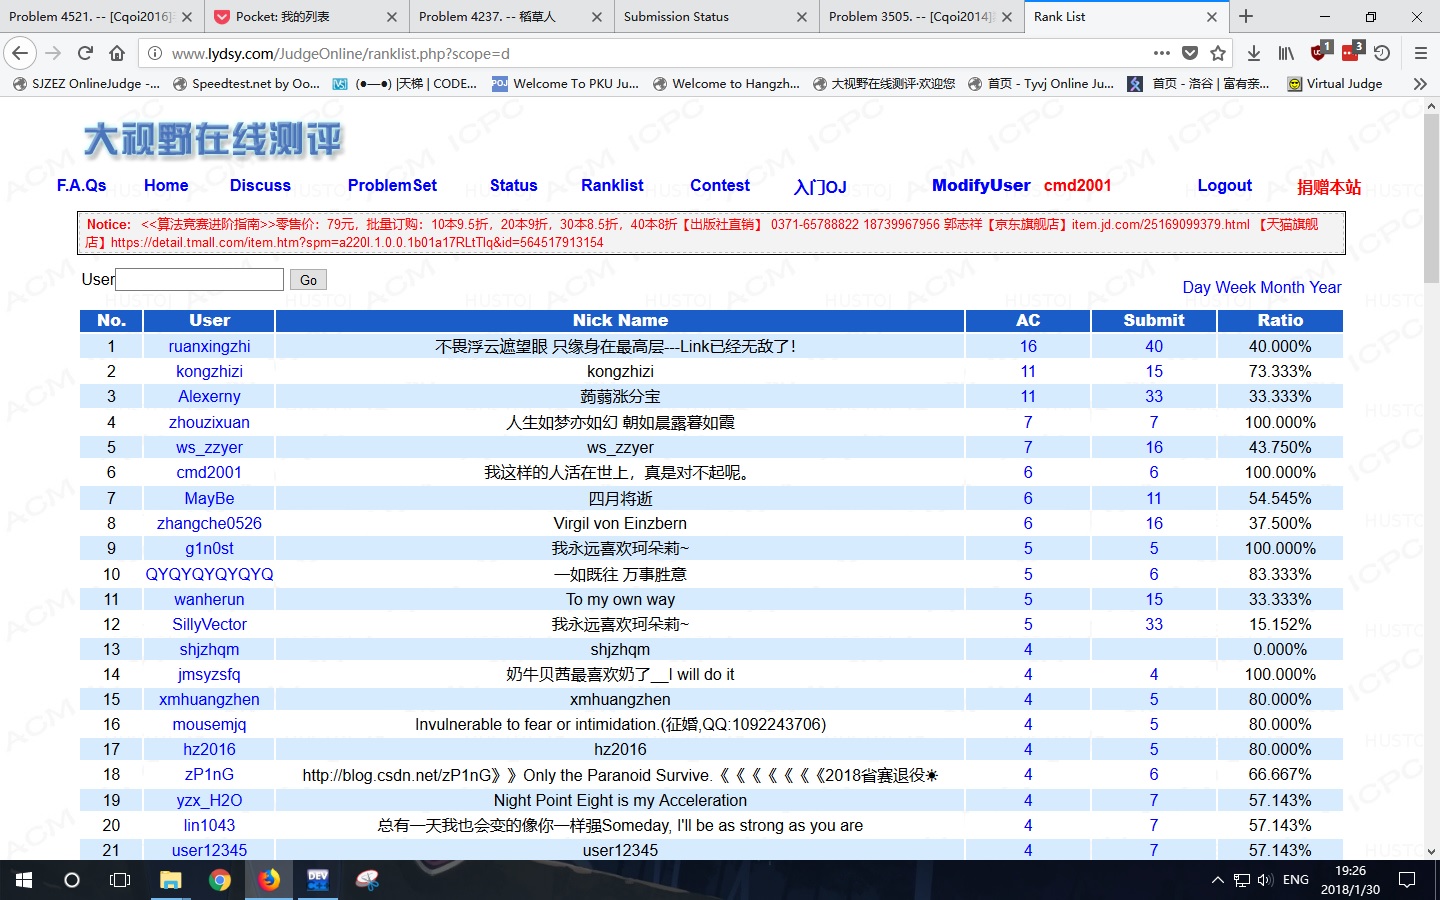 Problem 4521. -- [Cqoi2016]
Pocket: 我的列表
Problem 4237. -- 稻草人
Submission Status
Problem 3505. -- [Cqoi2014]
Rank List
www.lydsy.com/JudgeOnline/ranklist.php?scope=d
1
3
SJZEZ OnlineJudge -...
Speedtest.net by Oo...
(●—●) |天梯 | CODE...
POJ
Welcome To PKU Ju...
Welcome to Hangzh...
大视野在线测评-欢迎您
首页 - Tyvj Online Ju...
首页 - 洛谷 | 富有亲...
Virtual Judge
大视野在线测评
F.A.Qs Home Discuss ProblemSet Status Ranklist Contest 入门OJ ModifyUser cmd2001 Logout 捐赠本站
Notice: <<算法竞赛进阶指南>>零售价：79元，批量订购：10本9.5折，20本9折，30本8.5折，40本8折【出版社直销】 0371-65788822 18739967956 郭志祥【京东旗舰店】item.jd.com/25169099379.html 【天猫旗舰
店】https://detail.tmall.com/item.htm?spm=a220l.1.0.0.1b01a17RLtTlq&id=564517913154
User Go
Day Week Month Year
No. User Nick Name AC Submit Ratio
1 ruanxingzhi 不畏浮云遮望眼 只缘身在最高层---Link已经无敌了! 16 40 40.000%
2 kongzhizi kongzhizi 11 15 73.333%
3 Alexerny 蒟蒻涨分宝 11 33 33.333%
4 zhouzixuan 人生如梦亦如幻 朝如晨露暮如霞 7 7 100.000%
5 ws_zzyer ws_zzyer 7 16 43.750%
6 cmd2001 我这样的人活在世上，真是对不起呢。 6 6 100.000%
7 MayBe 四月将逝 6 11 54.545%
8 zhangche0526 Virgil von Einzbern 6 16 37.500%
9 g1n0st 我永远喜欢珂朵莉~ 5 5 100.000%
10 QYQYQYQYQYQ 一如既往 万事胜意 5 6 83.333%
11 wanherun To my own way 5 15 33.333%
12 SillyVector 我永远喜欢珂朵莉~ 5 33 15.152%
13 shjzhqm shjzhqm 4 0.000%
14 jmsyzsfq 奶牛贝茜最喜欢奶了__I will do it 4 4 100.000%
15 xmhuangzhen xmhuangzhen 4 5 80.000%
16 mousemjq Invulnerable to fear or intimidation.(征婚,QQ:1092243706) 4 5 80.000%
17 hz2016 hz2016 4 5 80.000%
18 zP1nG http://blog.csdn.net/zP1nG》》Only the Paranoid Survive.《《《《《《《2018省赛退役☀ 4 6 66.667%
19 yzx_H2O Night Point Eight is my Acceleration 4 7 57.143%
20 lin1043 总有一天我也会变的像你一样强Someday, I'll be as strong as you are 4 7 57.143%
21 user12345 user12345 4 7 57.143%
DEV
ENG
19:26
2018/1/30